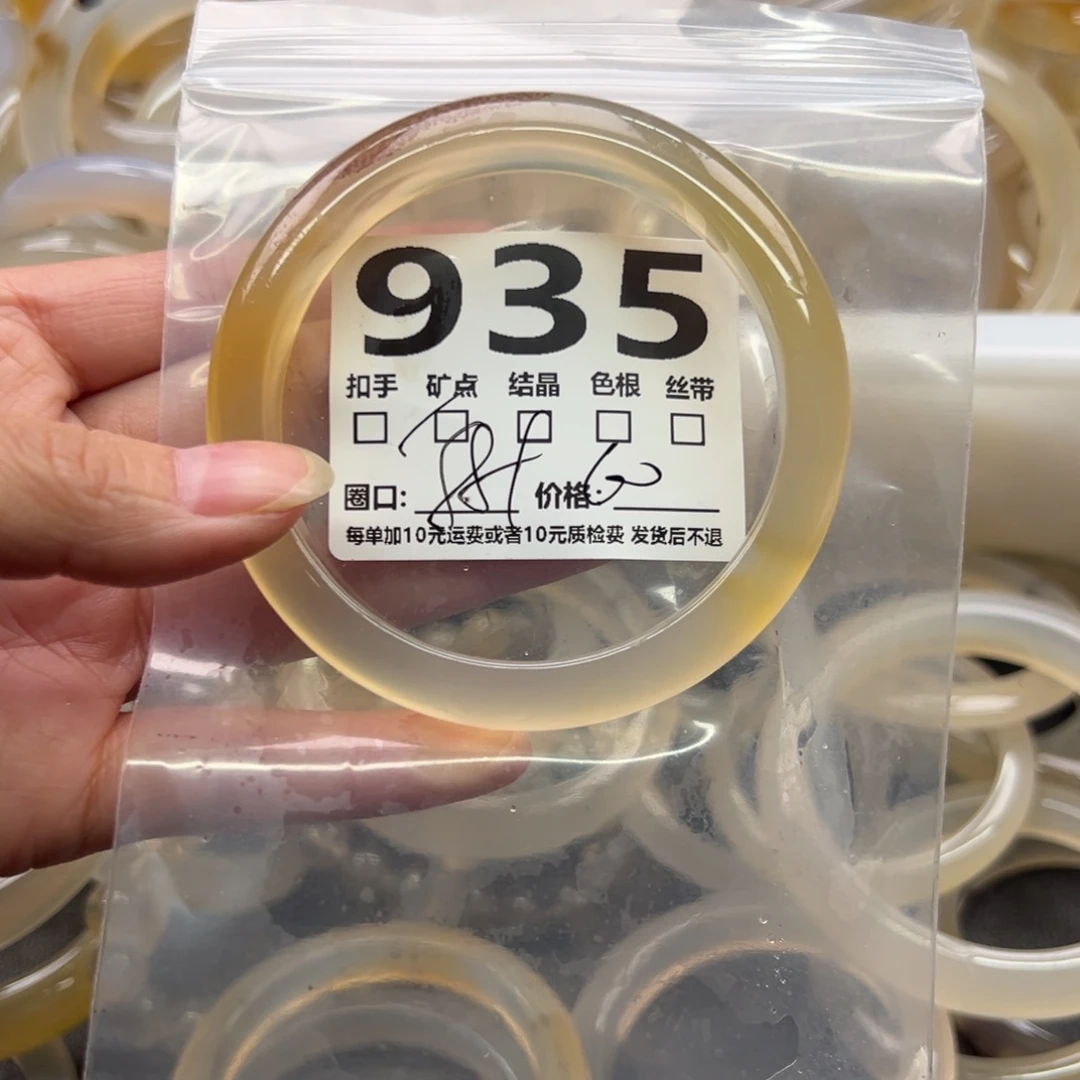 935
扣手 矿点 结晶 色根 丝带
□ □ □ □ □
圈口: 价格: 60
每单加10元运费或者10元质检费 发货后不退